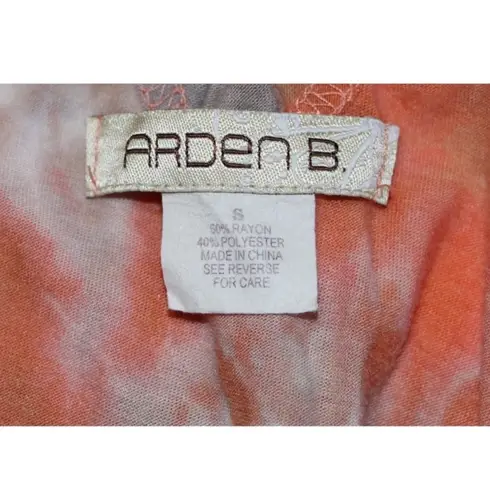 ARDEN B.
S
60% RAYON
40% POLYESTER
MADE IN CHINA
SEE REVERSE
FOR CARE